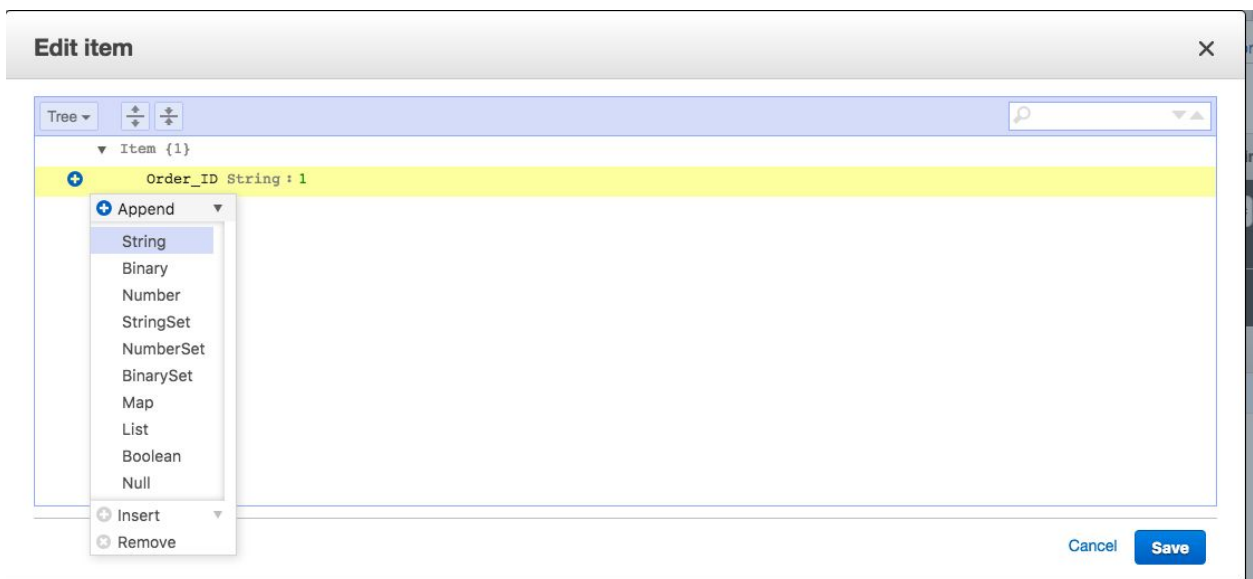 Edit item
Tree
Item {1}
Order_ID String : 1
Append
String
Binary
Number
StringSet
NumberSet
BinarySet
Map
List
Boolean
Null
Insert
Remove
Cancel
Save